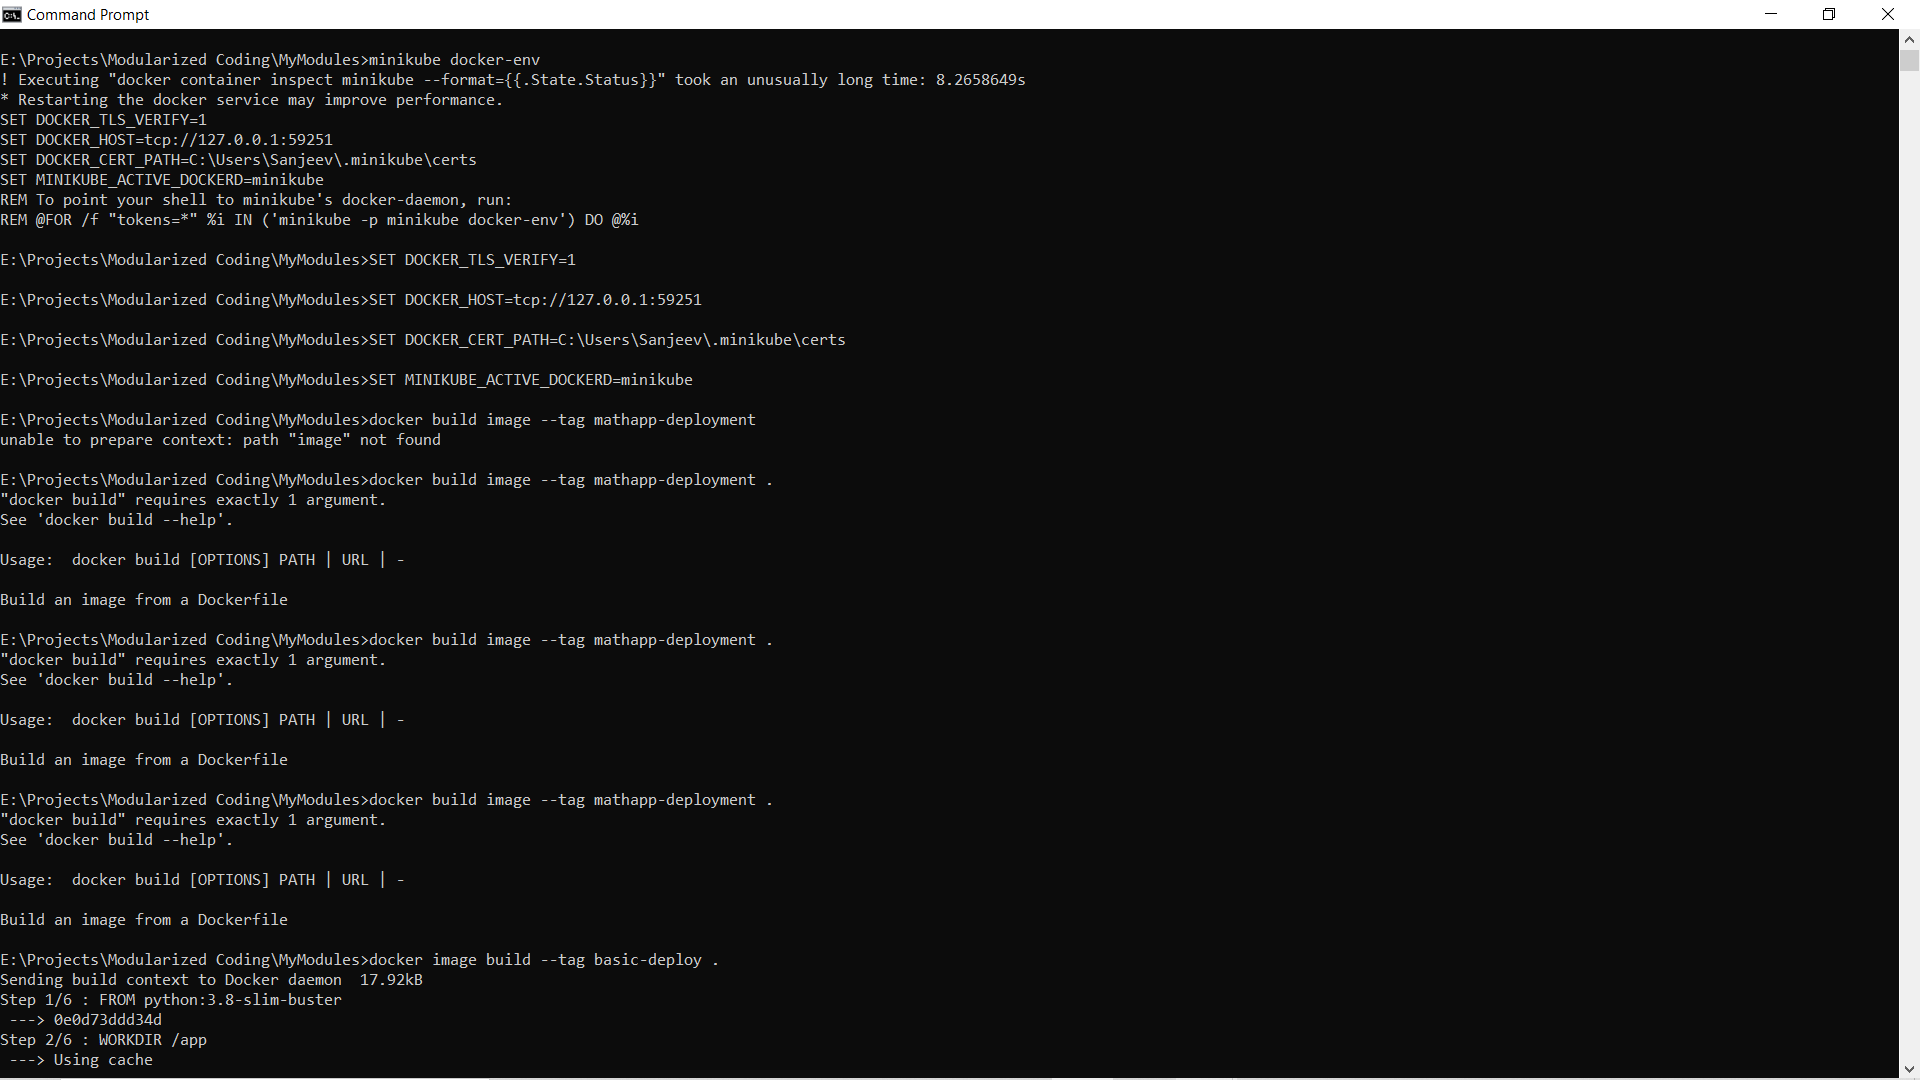 Command Prompt
E:\Projects\Modularized Coding\MyModules>minikube docker-env
! Executing "docker container inspect minikube --format={{.State.Status}}" took an unusually long time: 8.2658649s
* Restarting the docker service may improve performance.
SET DOCKER_TLS_VERIFY=1
SET DOCKER_HOST=tcp://127.0.0.1:59251
SET DOCKER_CERT_PATH=C:\Users\Sanjeev\.minikube\certs
SET MINIKUBE_ACTIVE_DOCKERD=minikube
REM To point your shell to minikube's docker-daemon, run:
REM @FOR /f "tokens=*" %i IN ('minikube -p minikube docker-env') DO @%i
E:\Projects\Modularized Coding\MyModules>SET DOCKER_TLS_VERIFY=1
E:\Projects\Modularized Coding\MyModules>SET DOCKER_HOST=tcp://127.0.0.1:59251
E:\Projects\Modularized Coding\MyModules>SET DOCKER_CERT_PATH=C:\Users\Sanjeev\.minikube\certs
E:\Projects\Modularized Coding\MyModules>SET MINIKUBE_ACTIVE_DOCKERD=minikube
E:\Projects\Modularized Coding\MyModules>docker build image --tag mathapp-deployment
unable to prepare context: path "image" not found
E:\Projects\Modularized Coding\MyModules>docker build image --tag mathapp-deployment .
"docker build" requires exactly 1 argument.
See 'docker build --help'.
Usage:  docker build [OPTIONS] PATH | URL | -
Build an image from a Dockerfile
E:\Projects\Modularized Coding\MyModules>docker build image --tag mathapp-deployment .
"docker build" requires exactly 1 argument.
See 'docker build --help'.
Usage:  docker build [OPTIONS] PATH | URL | -
Build an image from a Dockerfile
E:\Projects\Modularized Coding\MyModules>docker build image --tag mathapp-deployment .
"docker build" requires exactly 1 argument.
See 'docker build --help'.
Usage:  docker build [OPTIONS] PATH | URL | -
Build an image from a Dockerfile
E:\Projects\Modularized Coding\MyModules>docker image build --tag basic-deploy .
Sending build context to Docker daemon  17.92kB
Step 1/6 : FROM python:3.8-slim-buster
 ---> 0e0d73ddd34d
Step 2/6 : WORKDIR /app
 ---> Using cache